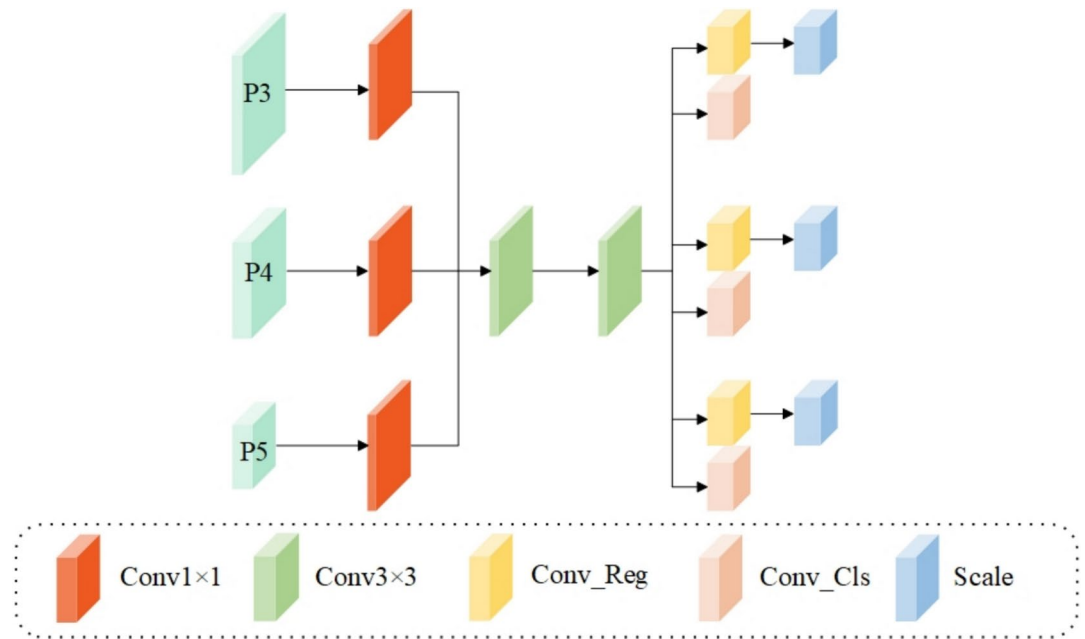 P3
P4
P5
Conv1×1
Conv3×3
Conv_Reg
Conv_Cls
Scale